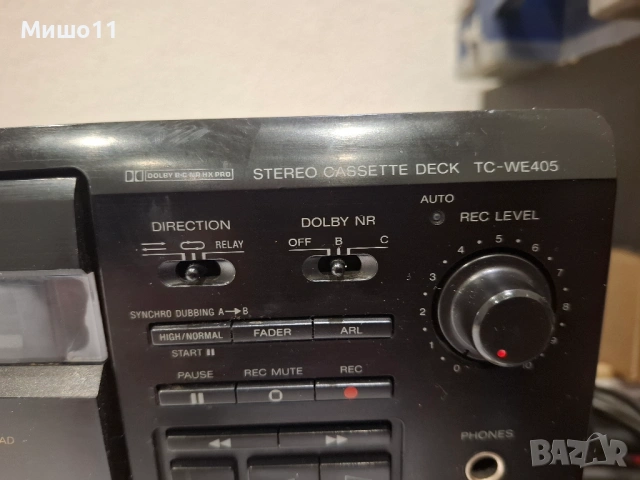 Мишо11
DOLBY B·C NR HX PRO
STEREO CASSETTE DECK TC-WE405
AUTO
REC LEVEL
DIRECTION
DOLBY NR
RELAY
OFF B C
0 1 2 3 4 5 6 7 8 9 10
SYNCHRO DUBBING A→B
HIGH/NORMAL FADER ARL
START
PAUSE REC MUTE REC
AD
PHONES
BAZAR